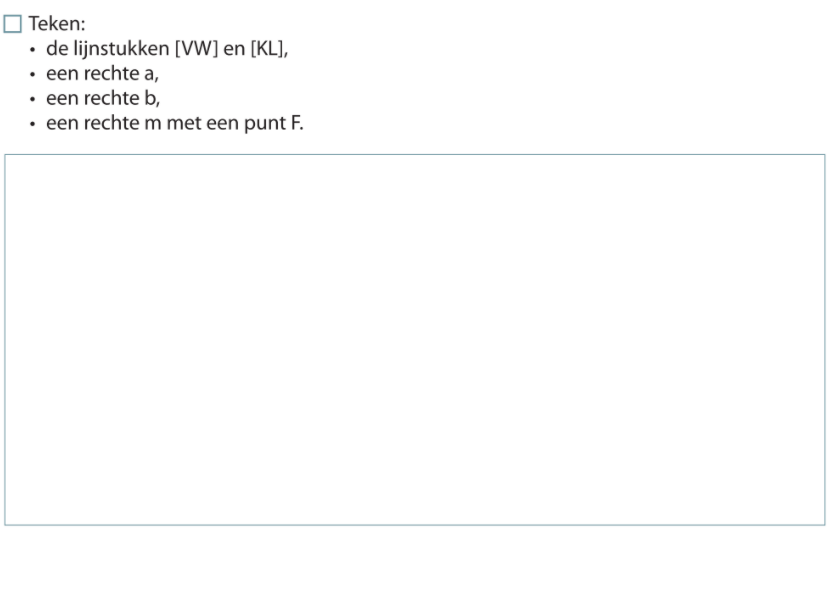 Teken:
• de lijnstukken [VW] en [KL],
• een rechte a,
• een rechte b,
• een rechte m met een punt F.